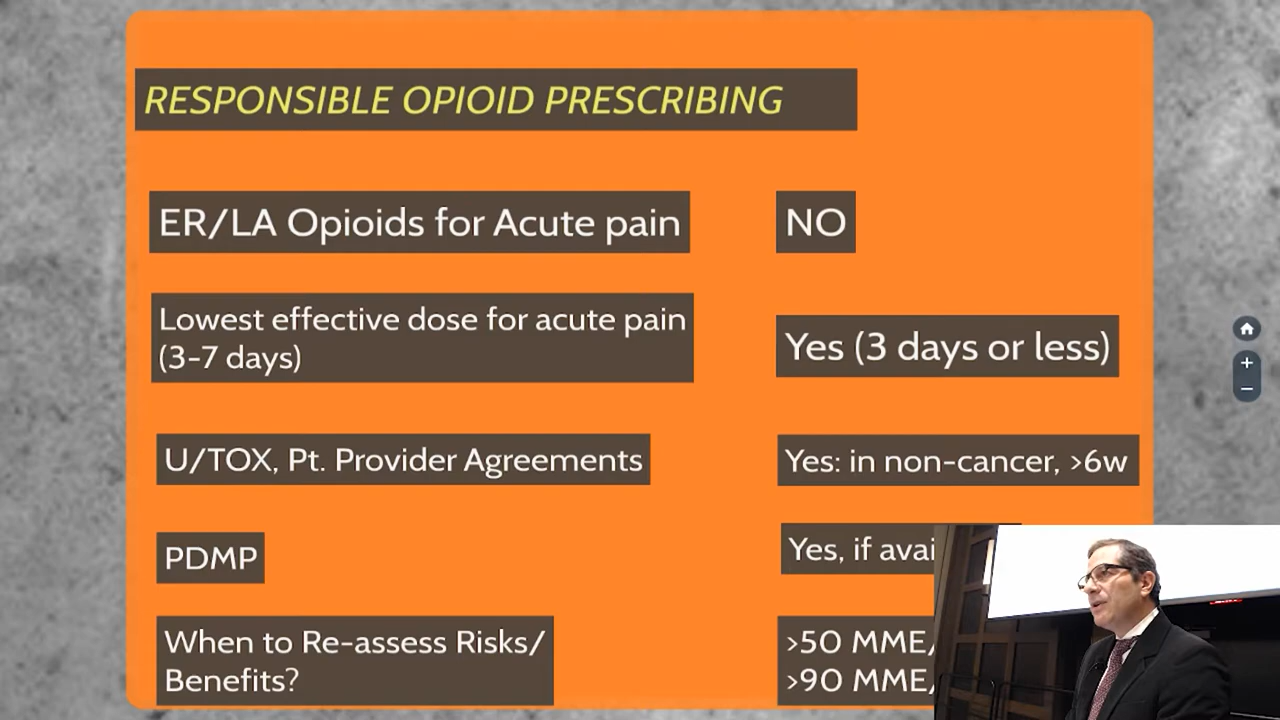 RESPONSIBLE OPIOID PRESCRIBING
ER/LA Opioids for Acute pain
NO
Lowest effective dose for acute pain
(3-7 days)
Yes (3 days or less)
U/TOX, Pt. Provider Agreements
Yes: in non-cancer, >6w
PDMP
Yes, if
When to Re-assess Risks/
Benefits?
>50 MME/
>90 MME/